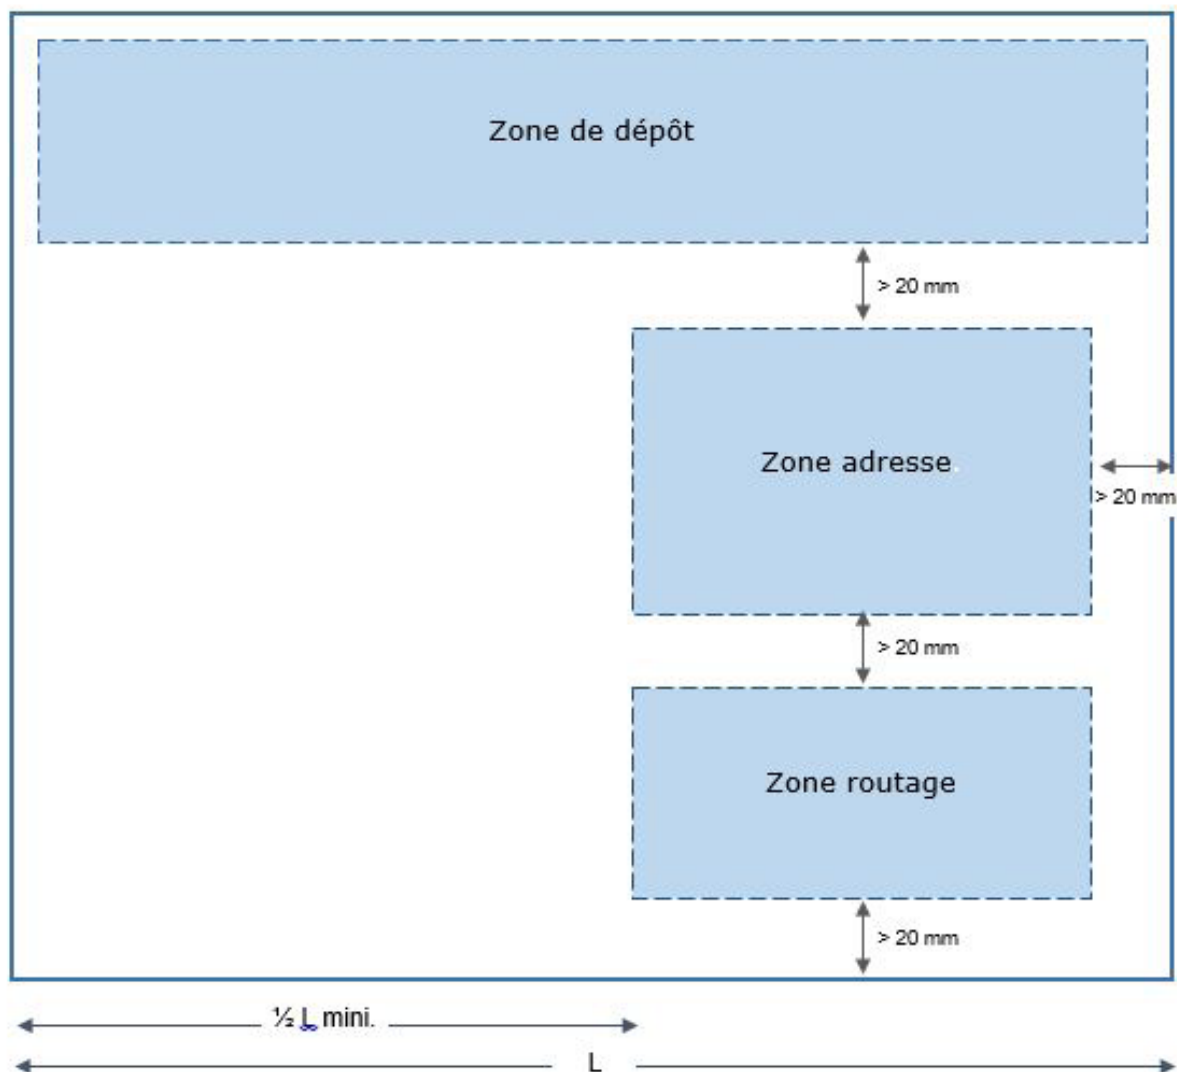 Zone de dépôt
> 20 mm
Zone adresse.
> 20 mm
> 20 mm
Zone routage
> 20 mm
½ L mini.
L